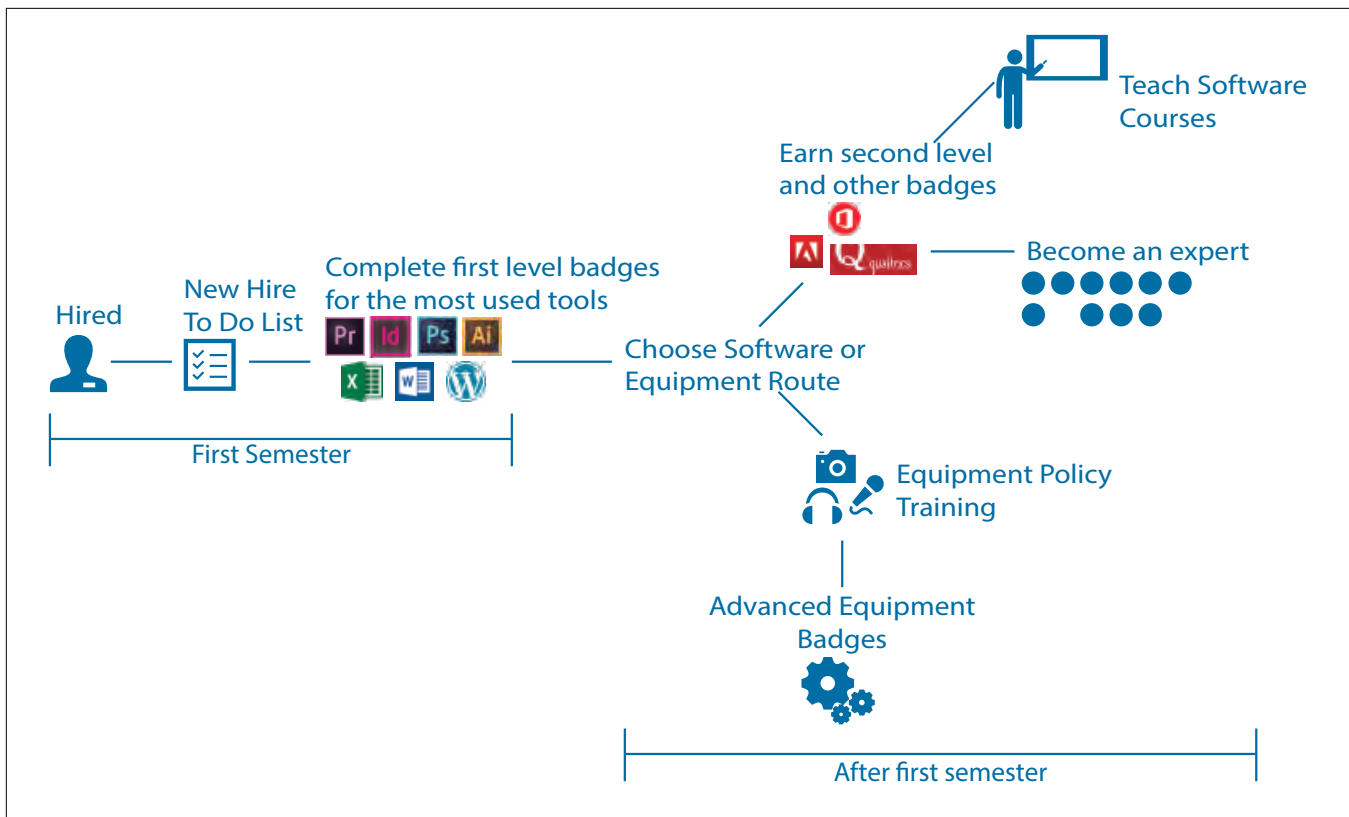 Hired
New Hire
To Do List
Complete first level badges
for the most used tools
Pr
Id
Ps
Ai
X
W
W
First Semester
Choose Software or
Equipment Route
Earn second level
and other badges
Q qualtrics
Teach Software
Courses
Become an expert
Equipment Policy
Training
Advanced Equipment
Badges
After first semester